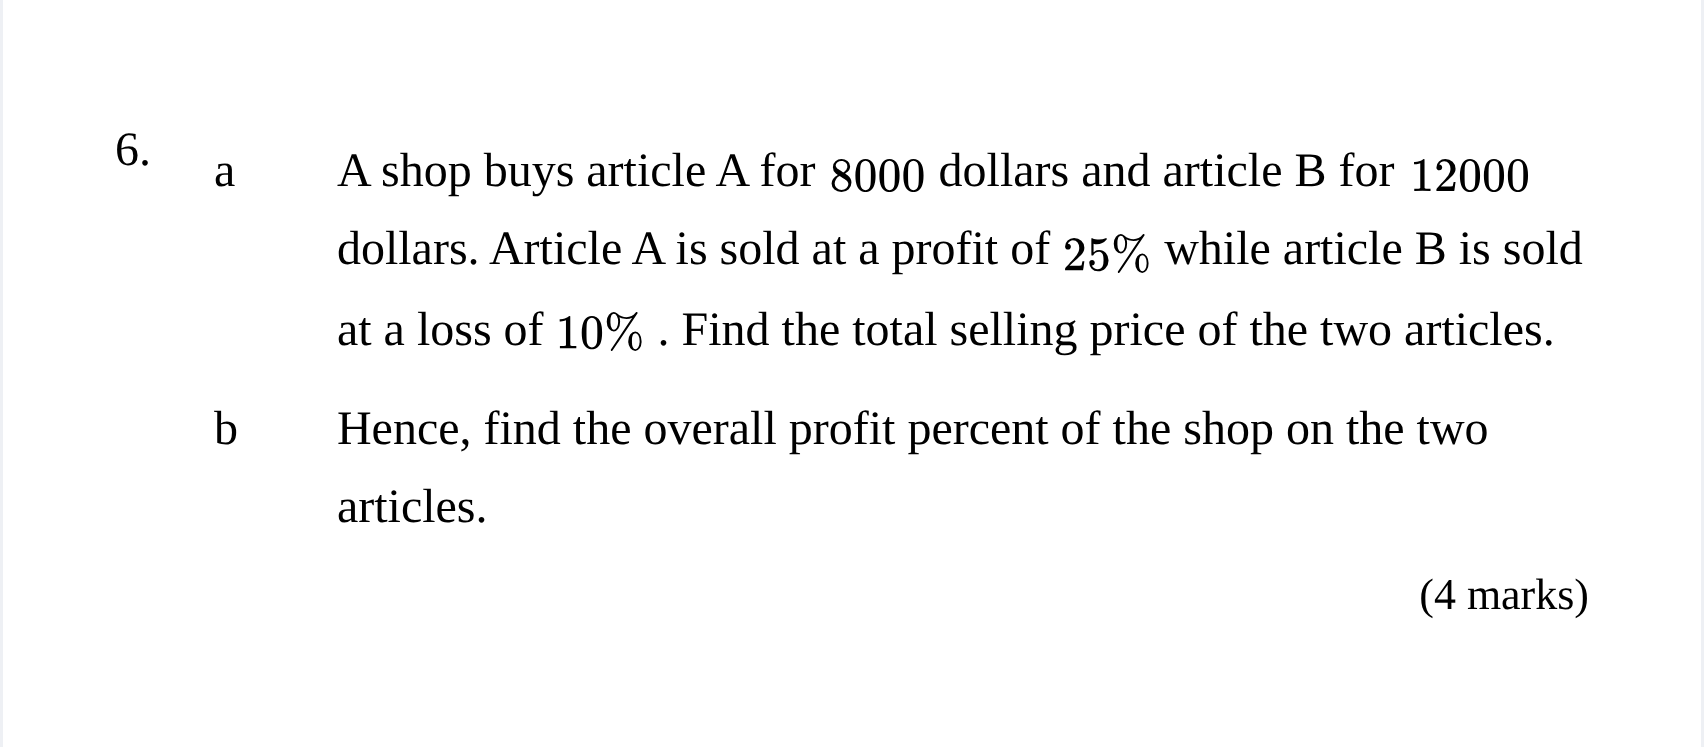 6.
a A shop buys article A for 8000 dollars and article B for 12000
dollars. Article A is sold at a profit of 25% while article B is sold
at a loss of 10% . Find the total selling price of the two articles.
b Hence, find the overall profit percent of the shop on the two
articles.
(4 marks)